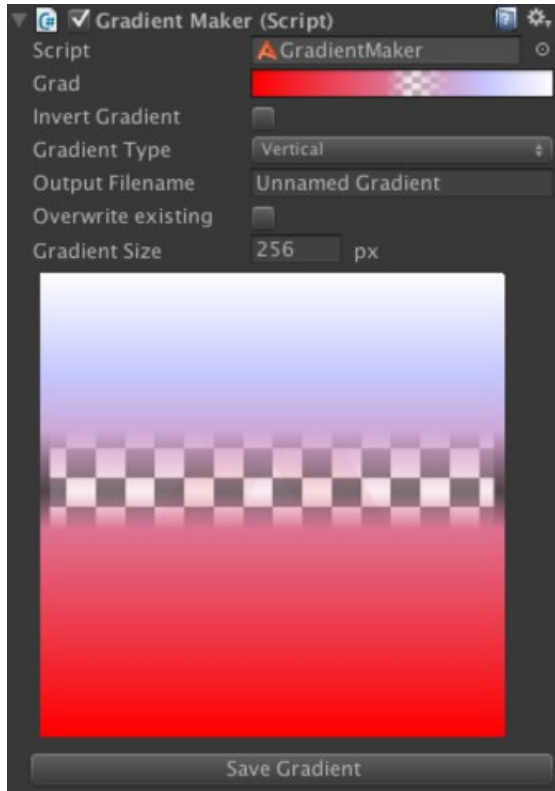 Gradient Maker (Script)
Script GradientMaker
Grad
Invert Gradient
Gradient Type Vertical
Output Filename Unnamed Gradient
Overwrite existing
Gradient Size 256 px
Save Gradient